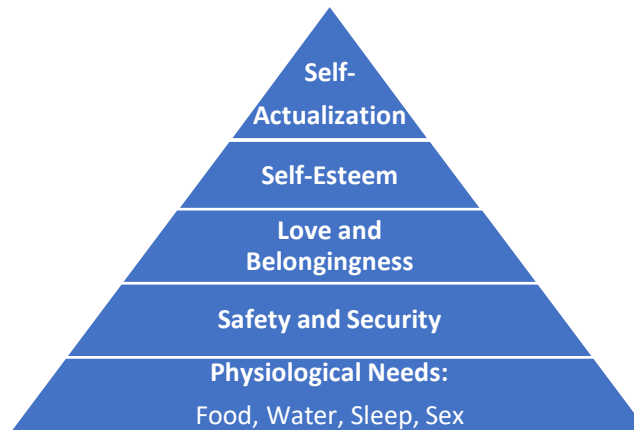 Self-
Actualization
Self-Esteem
Love and
Belongingness
Safety and Security
Physiological Needs:
Food, Water, Sleep, Sex